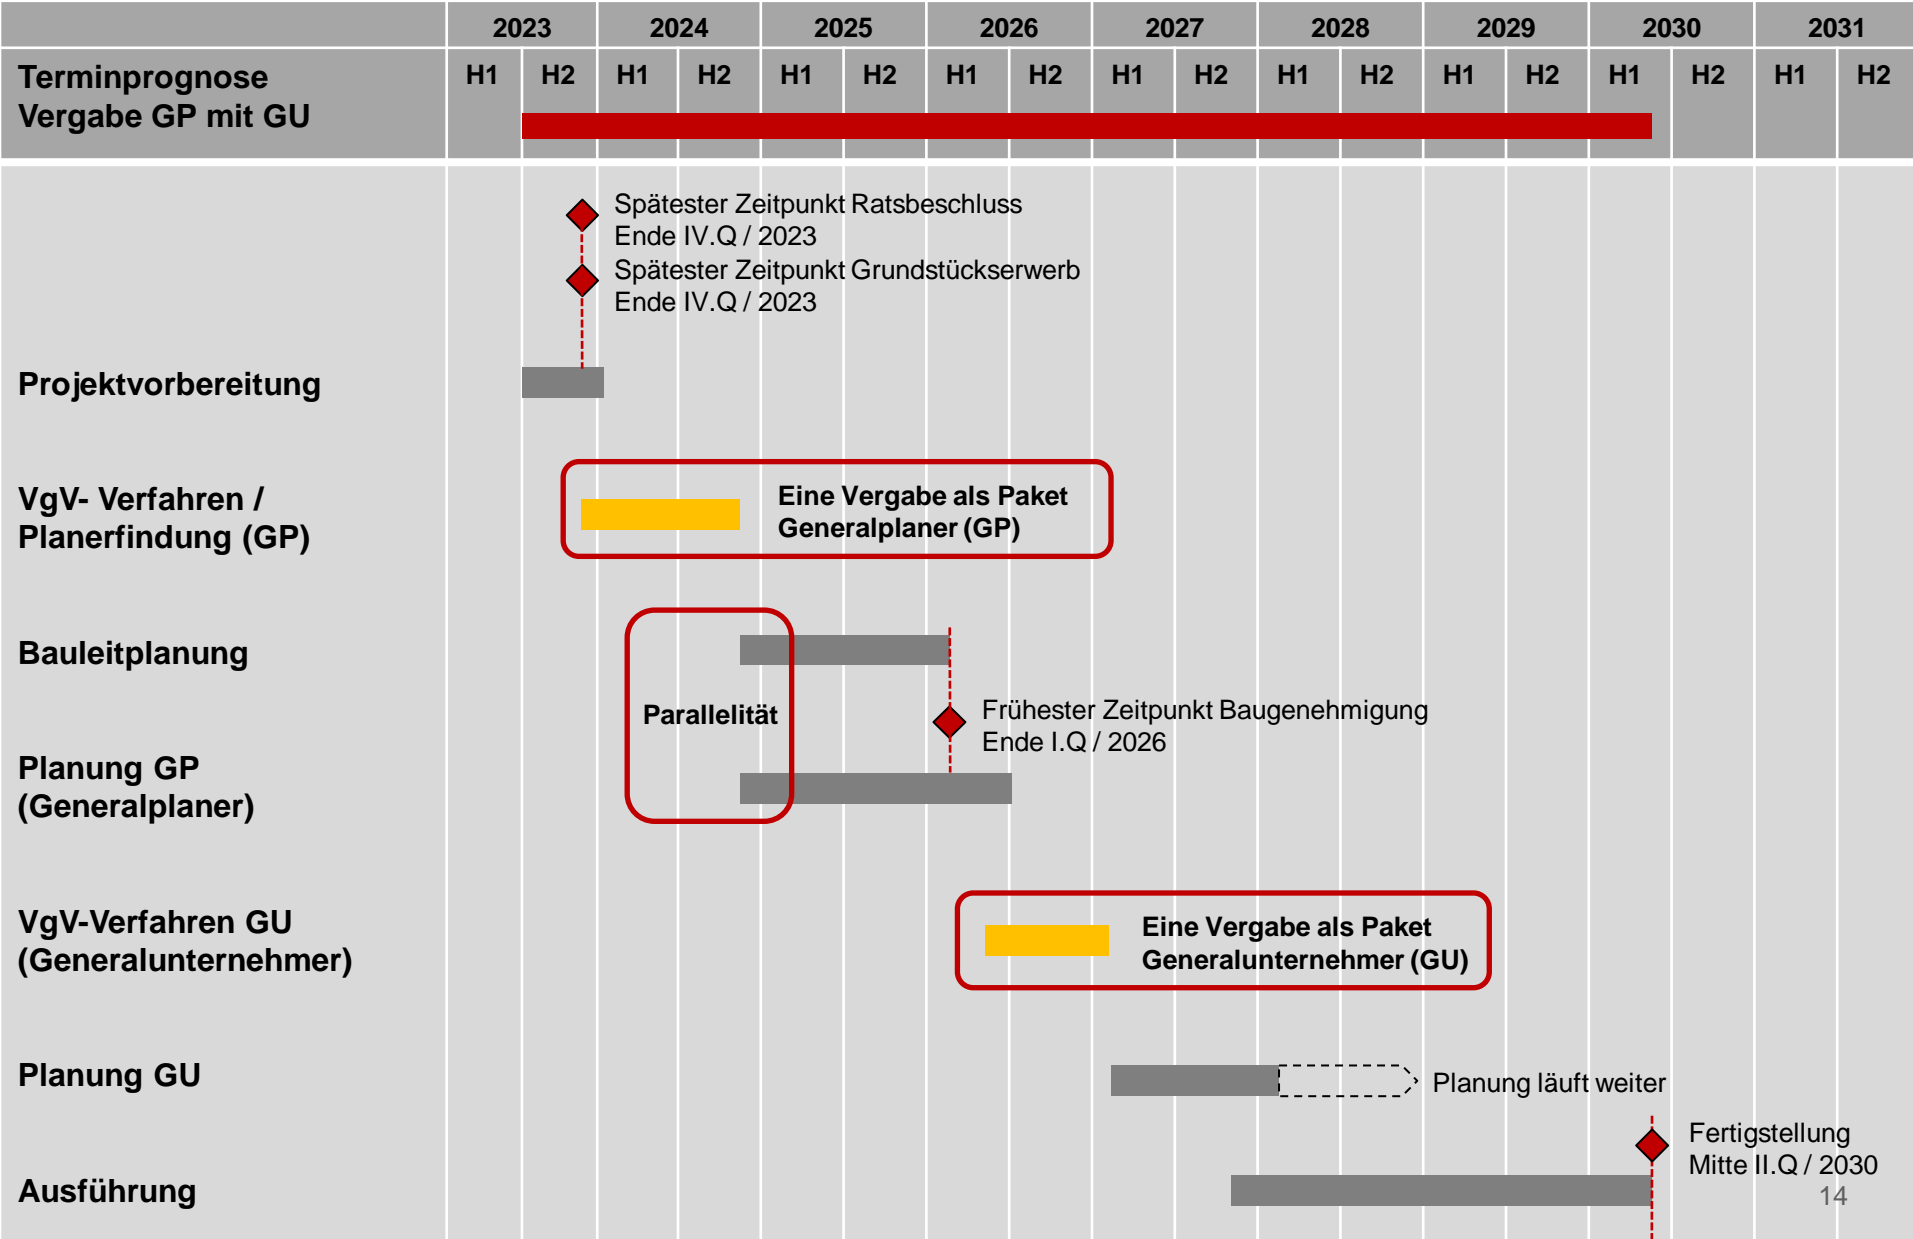 2023 2024 2025 2026 2027 2028 2029 2030 2031
Terminprognose
Vergabe GP mit GU
H1 H2 H1 H2 H1 H2 H1 H2 H1 H2 H1 H2 H1 H2 H1 H2 H1 H2
Spätester Zeitpunkt Ratsbeschluss
Ende IV.Q / 2023
Spätester Zeitpunkt Grundstückserwerb
Ende IV.Q / 2023
Projektvorbereitung
VgV- Verfahren /
Planerfindung (GP)
Eine Vergabe als Paket
Generalplaner (GP)
Bauleitplanung
Parallelität
Frühester Zeitpunkt Baugenehmigung
Ende I.Q / 2026
Planung GP
(Generalplaner)
VgV-Verfahren GU
(Generalunternehmer)
Eine Vergabe als Paket
Generalunternehmer (GU)
Planung GU
Planung läuft weiter
Fertigstellung
Mitte II.Q / 2030
Ausführung
14